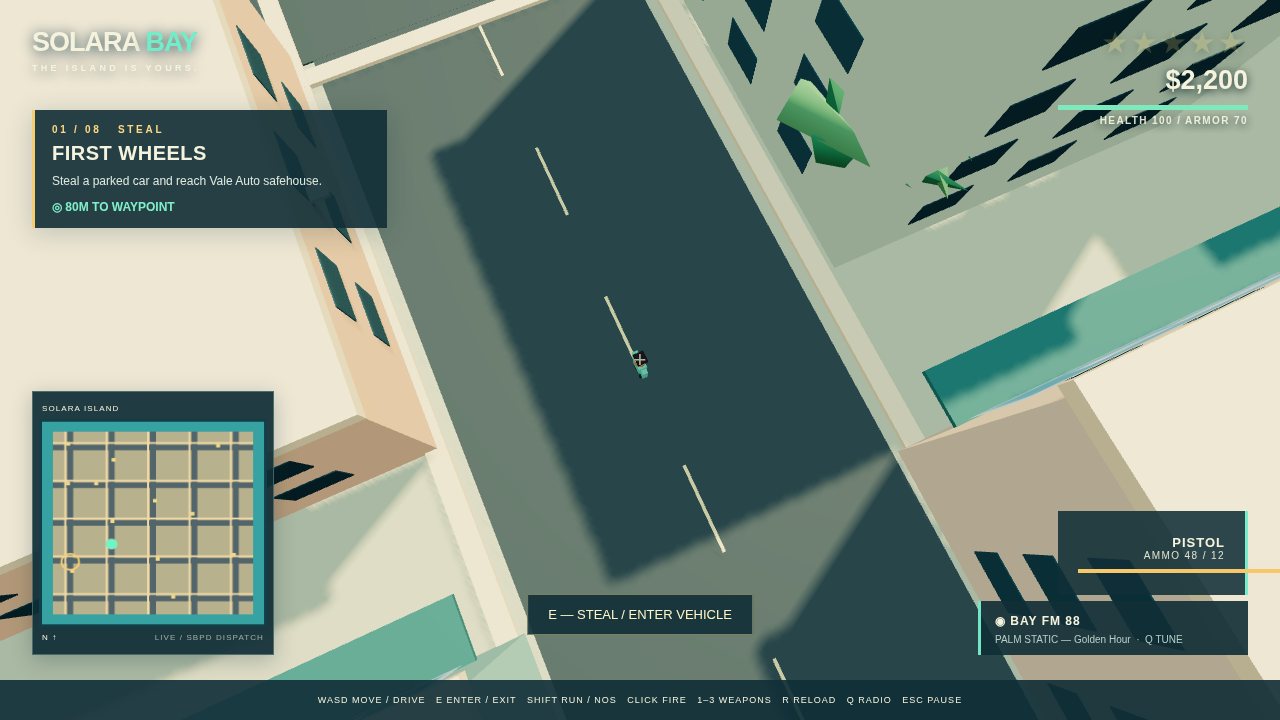 SOLARA BAY
THE ISLAND IS YOURS.
01 / 08 STEAL
FIRST WHEELS
Steal a parked car and reach Vale Auto safehouse.
◎ 80M TO WAYPOINT
★★★★★
$2,200
HEALTH 100 / ARMOR 70
SOLARA ISLAND
N ↑
LIVE / SBPD DISPATCH
E — STEAL / ENTER VEHICLE
PISTOL
AMMO 48 / 12
◉ BAY FM 88
PALM STATIC — Golden Hour · Q TUNE
WASD MOVE / DRIVE E ENTER / EXIT SHIFT RUN / NOS CLICK FIRE 1–3 WEAPONS R RELOAD Q RADIO ESC PAUSE